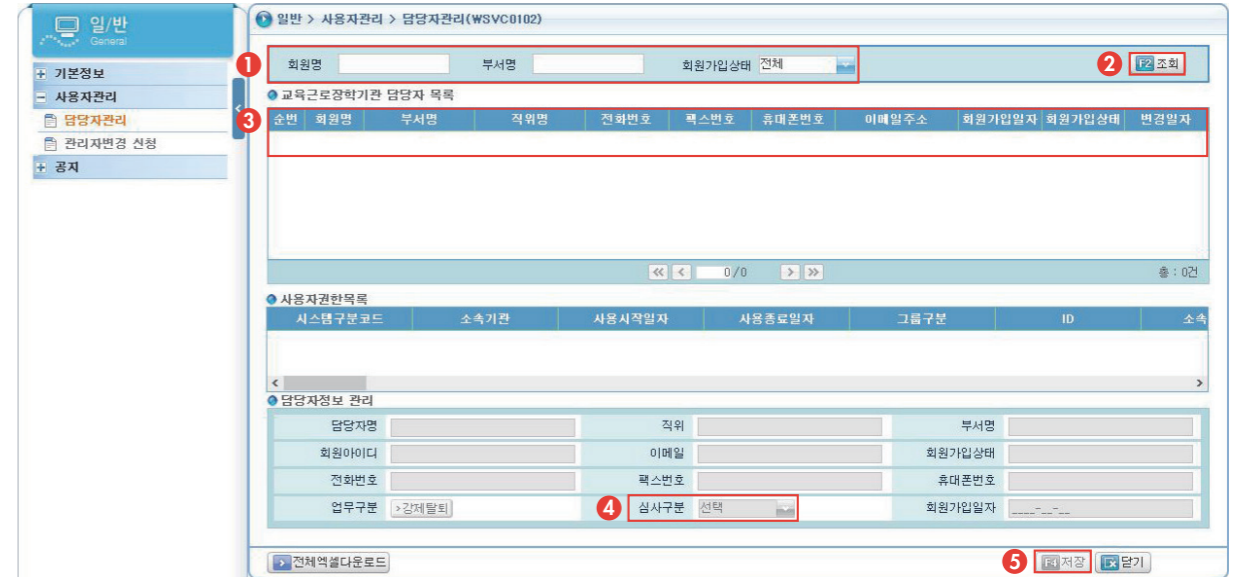 일/반
General
+ 기본정보
- 사용자관리
담당자관리
관리자변경 신청
+ 공지
일반 > 사용자관리 > 담당자관리(WSVC0102)
1 회원명 부서명 회원가입상태 전체 2 F2 조회
교육근로장학기관 담당자 목록
3 순번 회원명 부서명 직위명 전화번호 팩스번호 휴대폰번호 이메일주소 회원가입일자 회원가입상태 변경일자
≪ < 0/0 > ≫ 총 : 0건
사용자권한목록
시스템구분코드 소속기관 사용시작일자 사용종료일자 그룹구분 ID 소속
< >
담당자정보 관리
담당자명 직위 부서명
회원아이디 이메일 회원가입상태
전화번호 팩스번호 휴대폰번호
업무구분 >강제탈퇴 4 심사구분 선택 회원가입일자 ____-__-__
전체엑셀다운로드 5 F4 저장 닫기